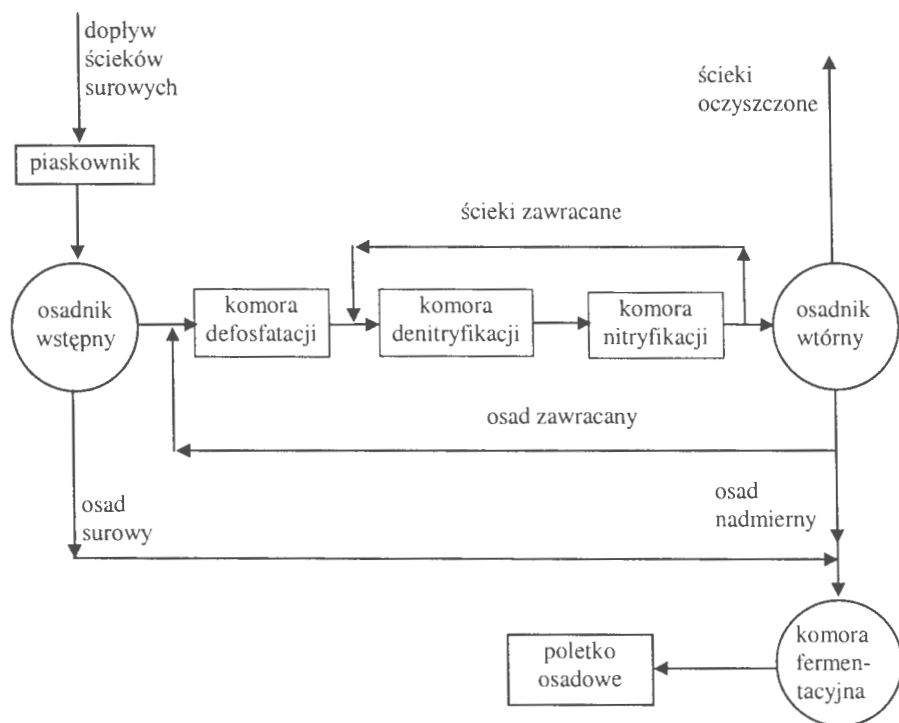 dopływ
ścieków
surowych
ścieki
oczyszczone
piaskownik
ścieki zawracane
osadnik
wstępny
komora
defosfatacji
komora
denitryfikacji
komora
nitryfikacji
osadnik
wtórny
osad zawracany
osad
surowy
osad
nadmierny
komora
fermen-
tacyjna
poletko
osadowe